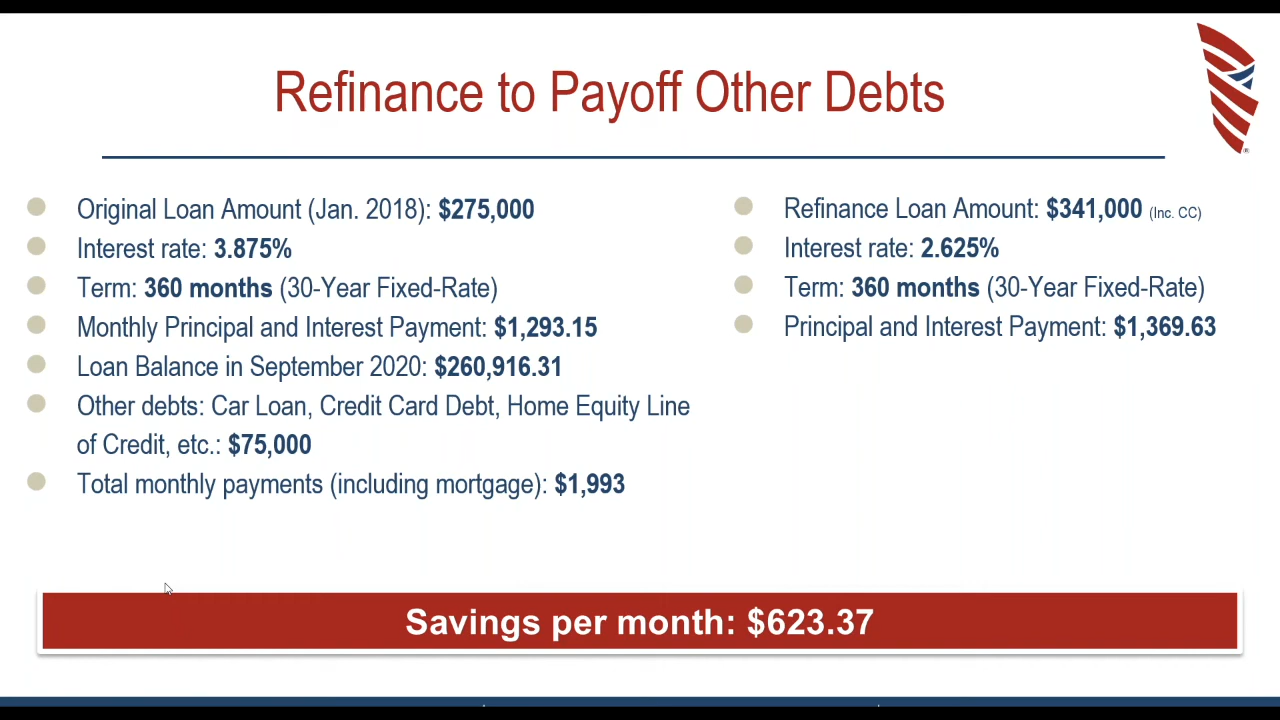 Refinance to Payoff Other Debts
Original Loan Amount (Jan. 2018): $275,000
Interest rate: 3.875%
Term: 360 months (30-Year Fixed-Rate)
Monthly Principal and Interest Payment: $1,293.15
Loan Balance in September 2020: $260,916.31
Other debts: Car Loan, Credit Card Debt, Home Equity Line
of Credit, etc.: $75,000
Total monthly payments (including mortgage): $1,993
Refinance Loan Amount: $341,000 (Inc. CC)
Interest rate: 2.625%
Term: 360 months (30-Year Fixed-Rate)
Principal and Interest Payment: $1,369.63
Savings per month: $623.37
®